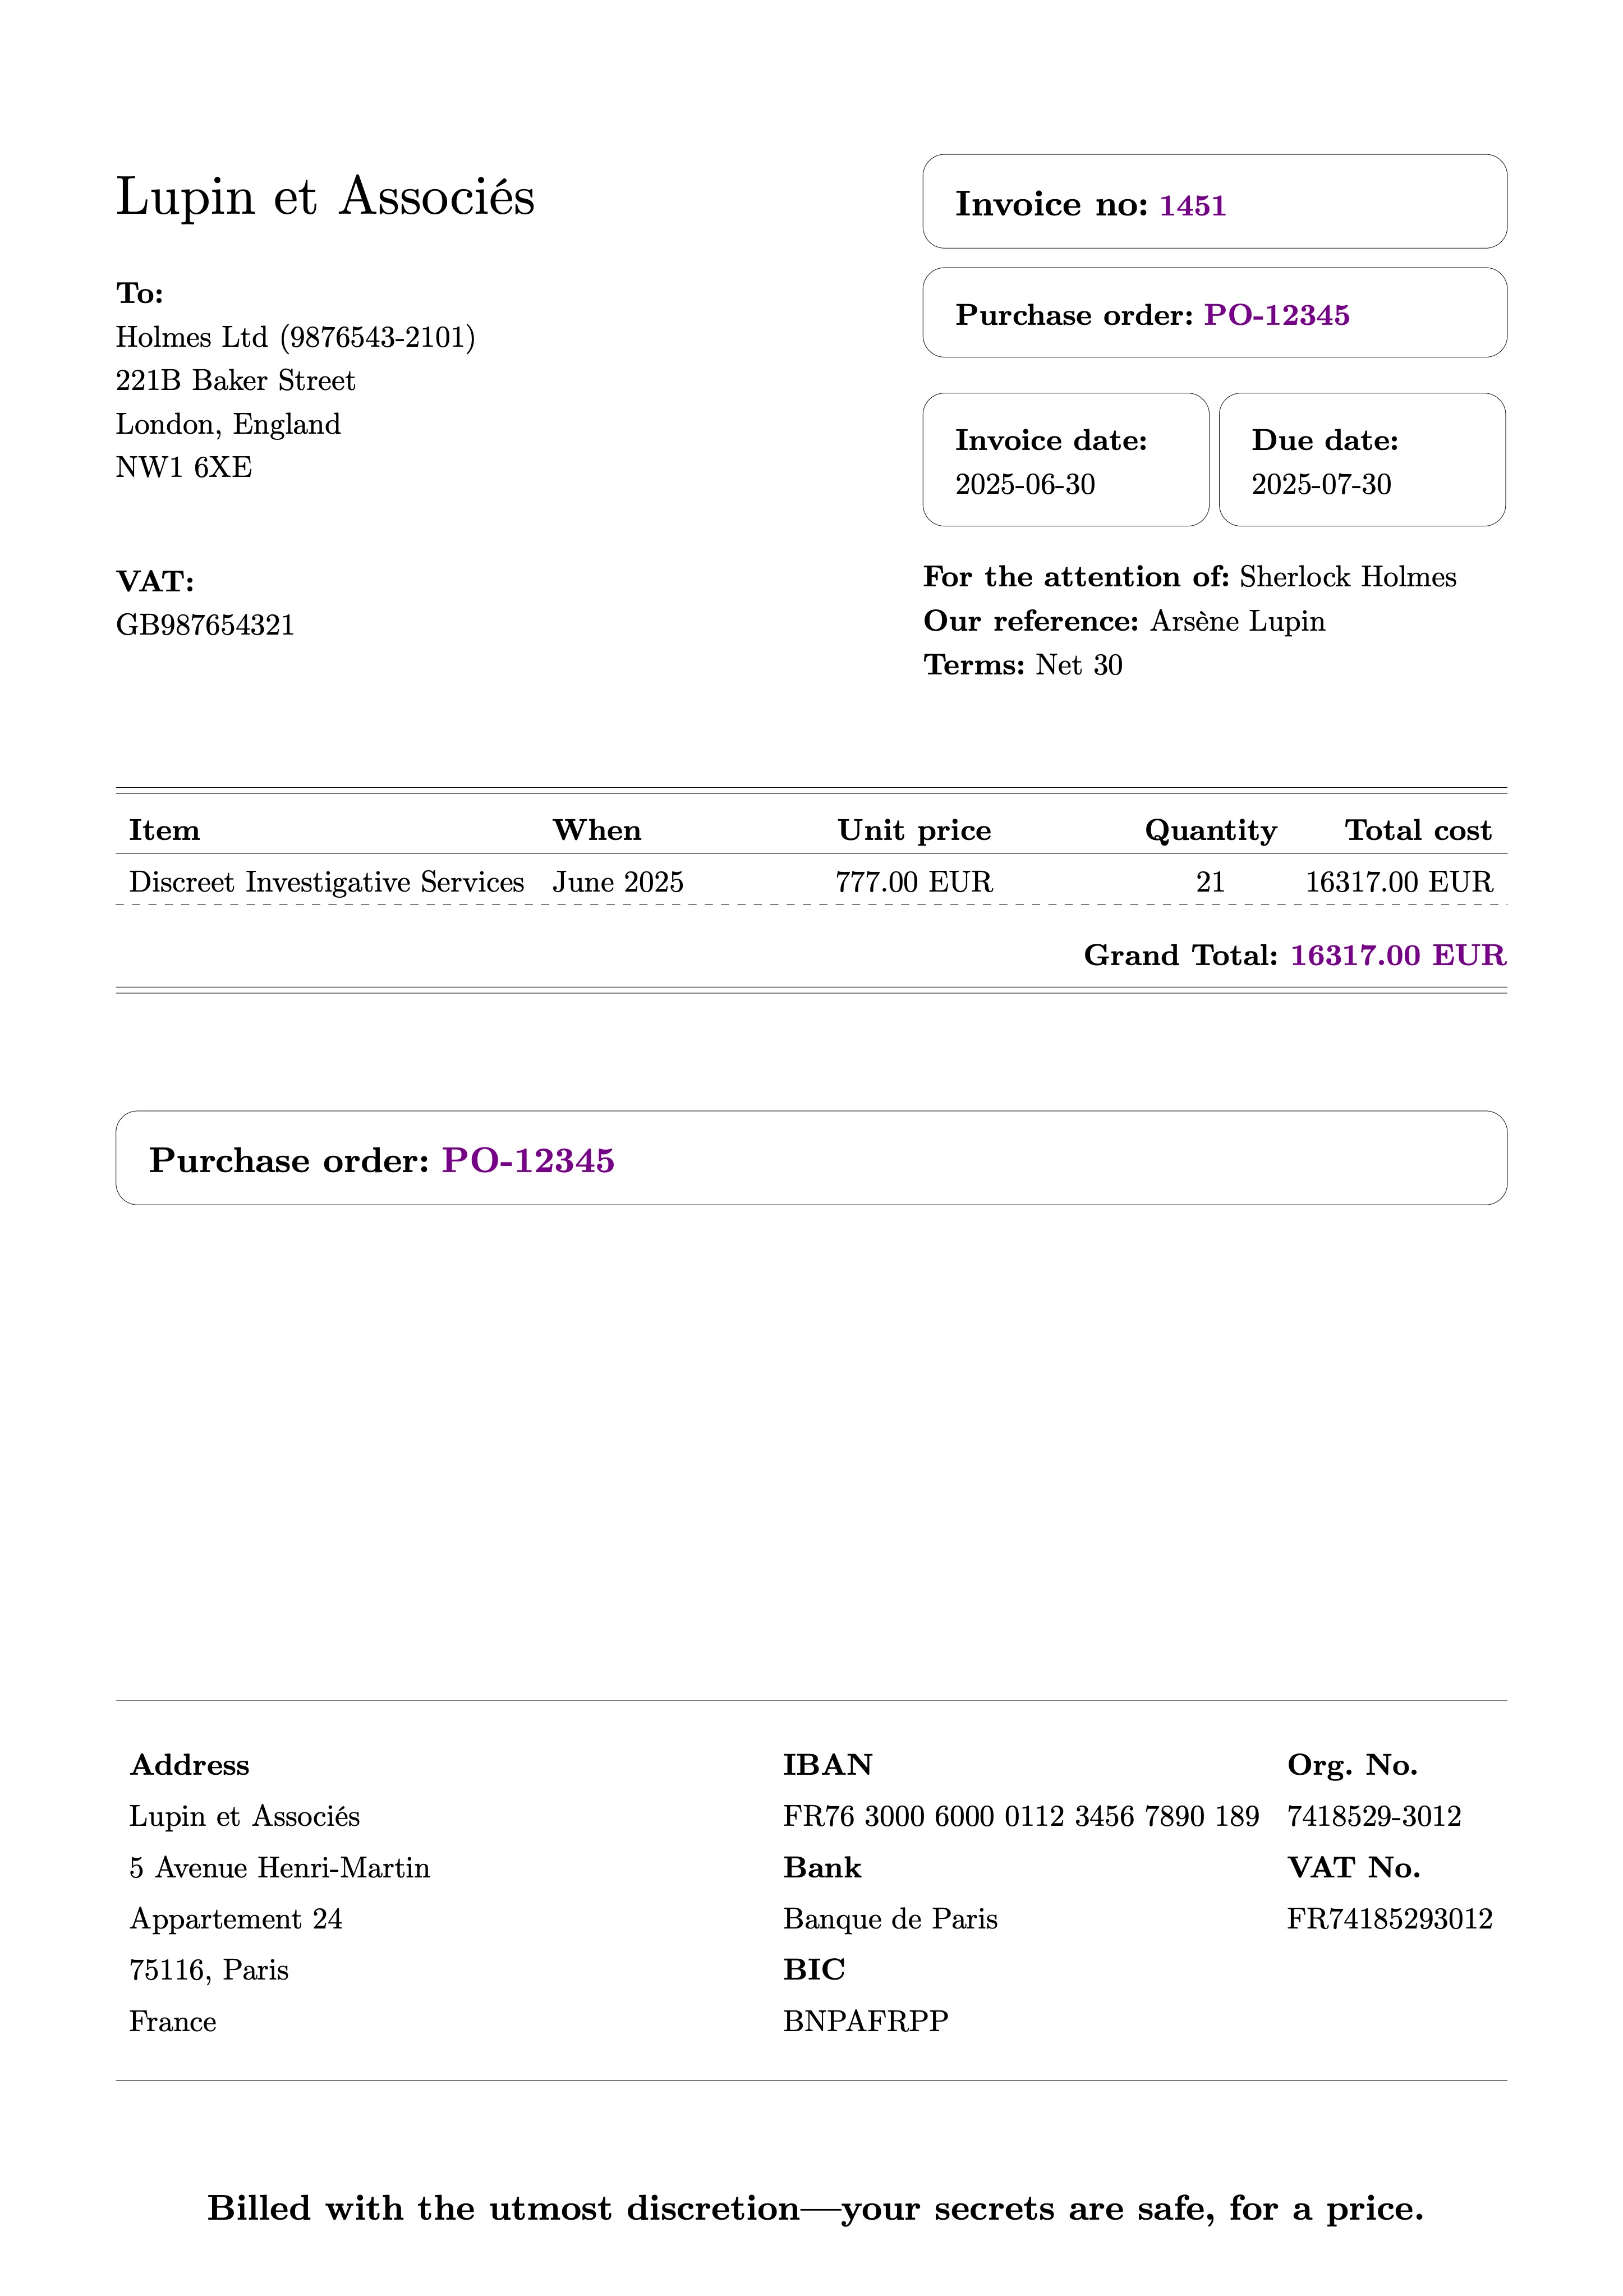 Lupin et Associés
To:
Holmes Ltd (9876543-2101)
221B Baker Street
London, England
NW1 6XE
VAT:
GB987654321
Invoice no: 1451
Purchase order: PO-12345
Invoice date:
2025-06-30
Due date:
2025-07-30
For the attention of: Sherlock Holmes
Our reference: Arsène Lupin
Terms: Net 30
Item When Unit price Quantity Total cost
Discreet Investigative Services June 2025 777.00 EUR 21 16317.00 EUR
Grand Total: 16317.00 EUR
Purchase order: PO-12345
Address
Lupin et Associés
5 Avenue Henri-Martin
Appartement 24
75116, Paris
France
IBAN
FR76 3000 6000 0112 3456 7890 189
Bank
Banque de Paris
BIC
BNPAFRPP
Org. No.
7418529-3012
VAT No.
FR74185293012
Billed with the utmost discretion—your secrets are safe, for a price.